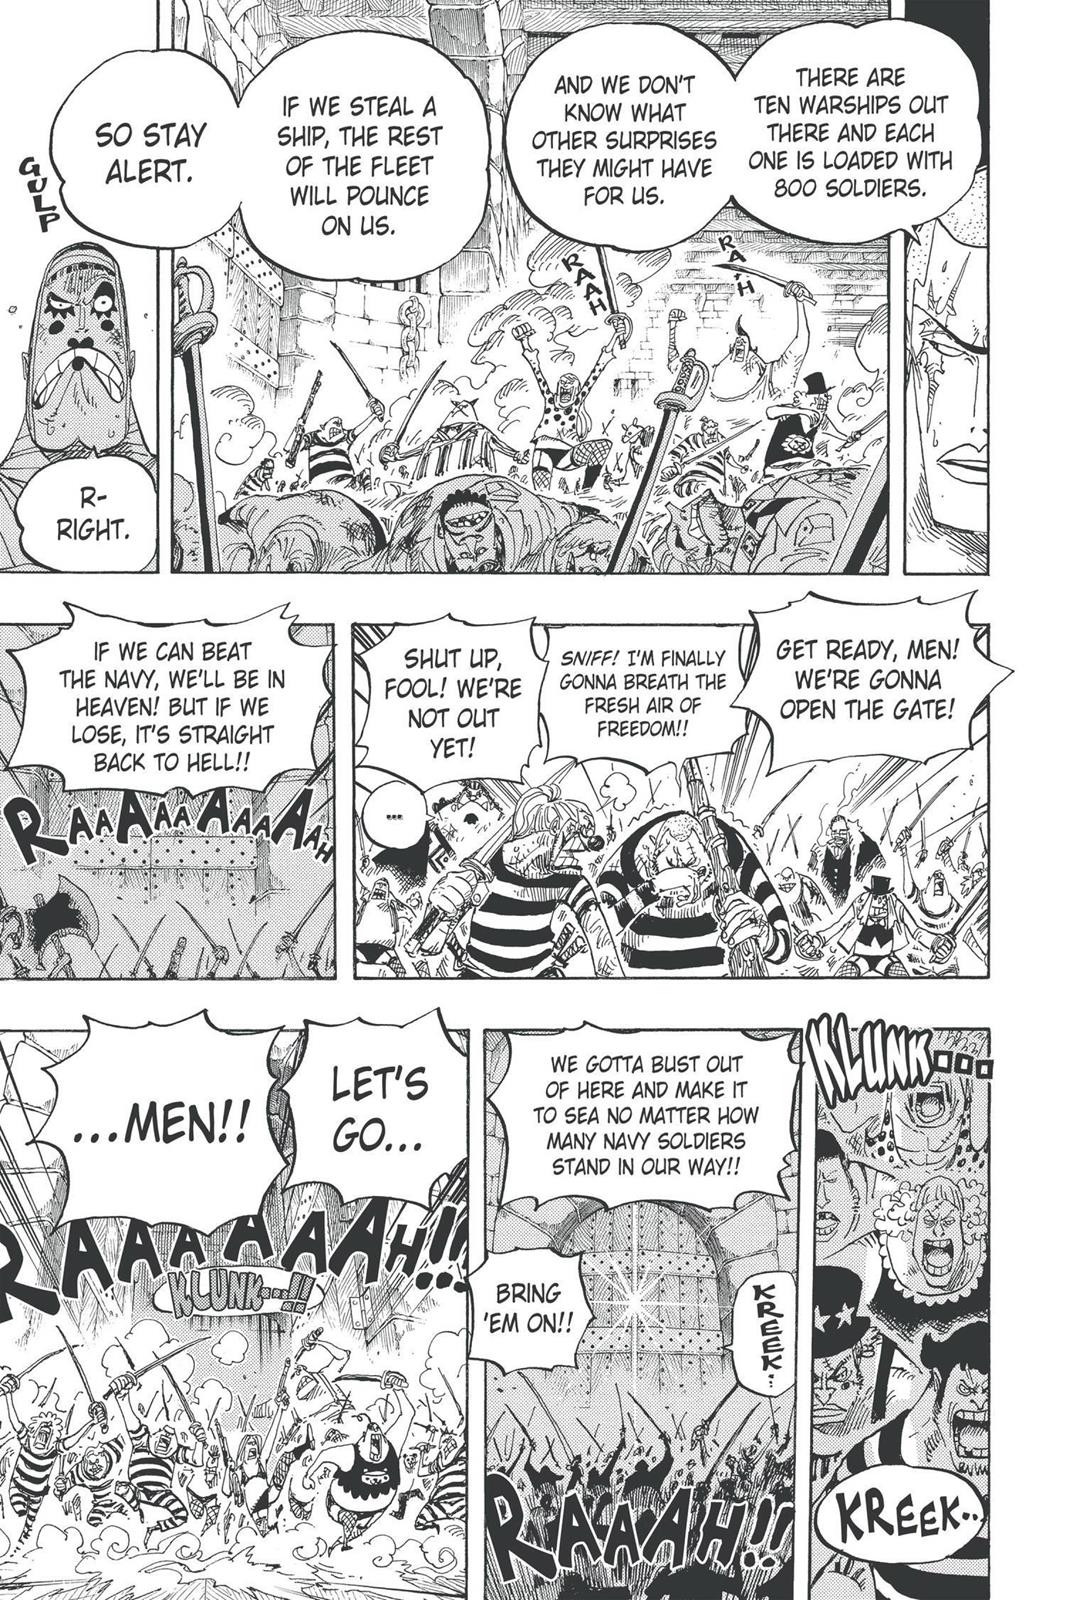 THERE ARE
TEN WARSHIPS OUT
THERE AND EACH
ONE IS LOADED WITH
800 SOLDIERS.
AND WE DON'T
KNOW WHAT
OTHER SURPRISES
THEY MIGHT HAVE
FOR US.
IF WE STEAL A
SHIP, THE REST
OF THE FLEET
WILL POUNCE
ON US.
SO STAY
ALERT.
RAAH
RAAH
GULP
R-
RIGHT.
GET READY, MEN!
WE'RE GONNA
OPEN THE GATE!
SNIFF! I'M FINALLY
GONNA BREATH THE
FRESH AIR OF
FREEDOM!!
SHUT UP,
FOOL! WE'RE
NOT OUT
YET!
...
IF WE CAN BEAT
THE NAVY, WE'LL BE IN
HEAVEN! BUT IF WE
LOSE, IT'S STRAIGHT
BACK TO HELL!!
RAAAAAAAAAAH
KLUNK...
KREEK..
WE GOTTA BUST OUT
OF HERE AND MAKE IT
TO SEA NO MATTER HOW
MANY NAVY SOLDIERS
STAND IN OUR WAY!!
BRING
'EM ON!!
KREEK...
RAAAAH!!
LET'S
GO...
...MEN!!
RAAAAAAAH!!
KLUNK...!!